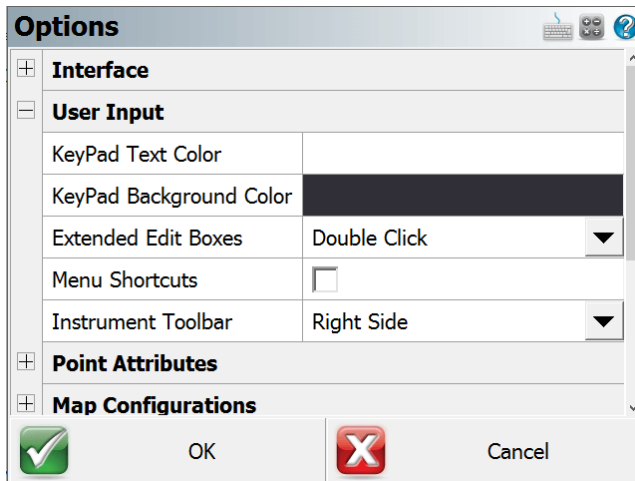 Options
Interface
User Input
KeyPad Text Color
KeyPad Background Color
Extended Edit Boxes Double Click
Menu Shortcuts
Instrument Toolbar Right Side
Point Attributes
Map Configurations
OK Cancel